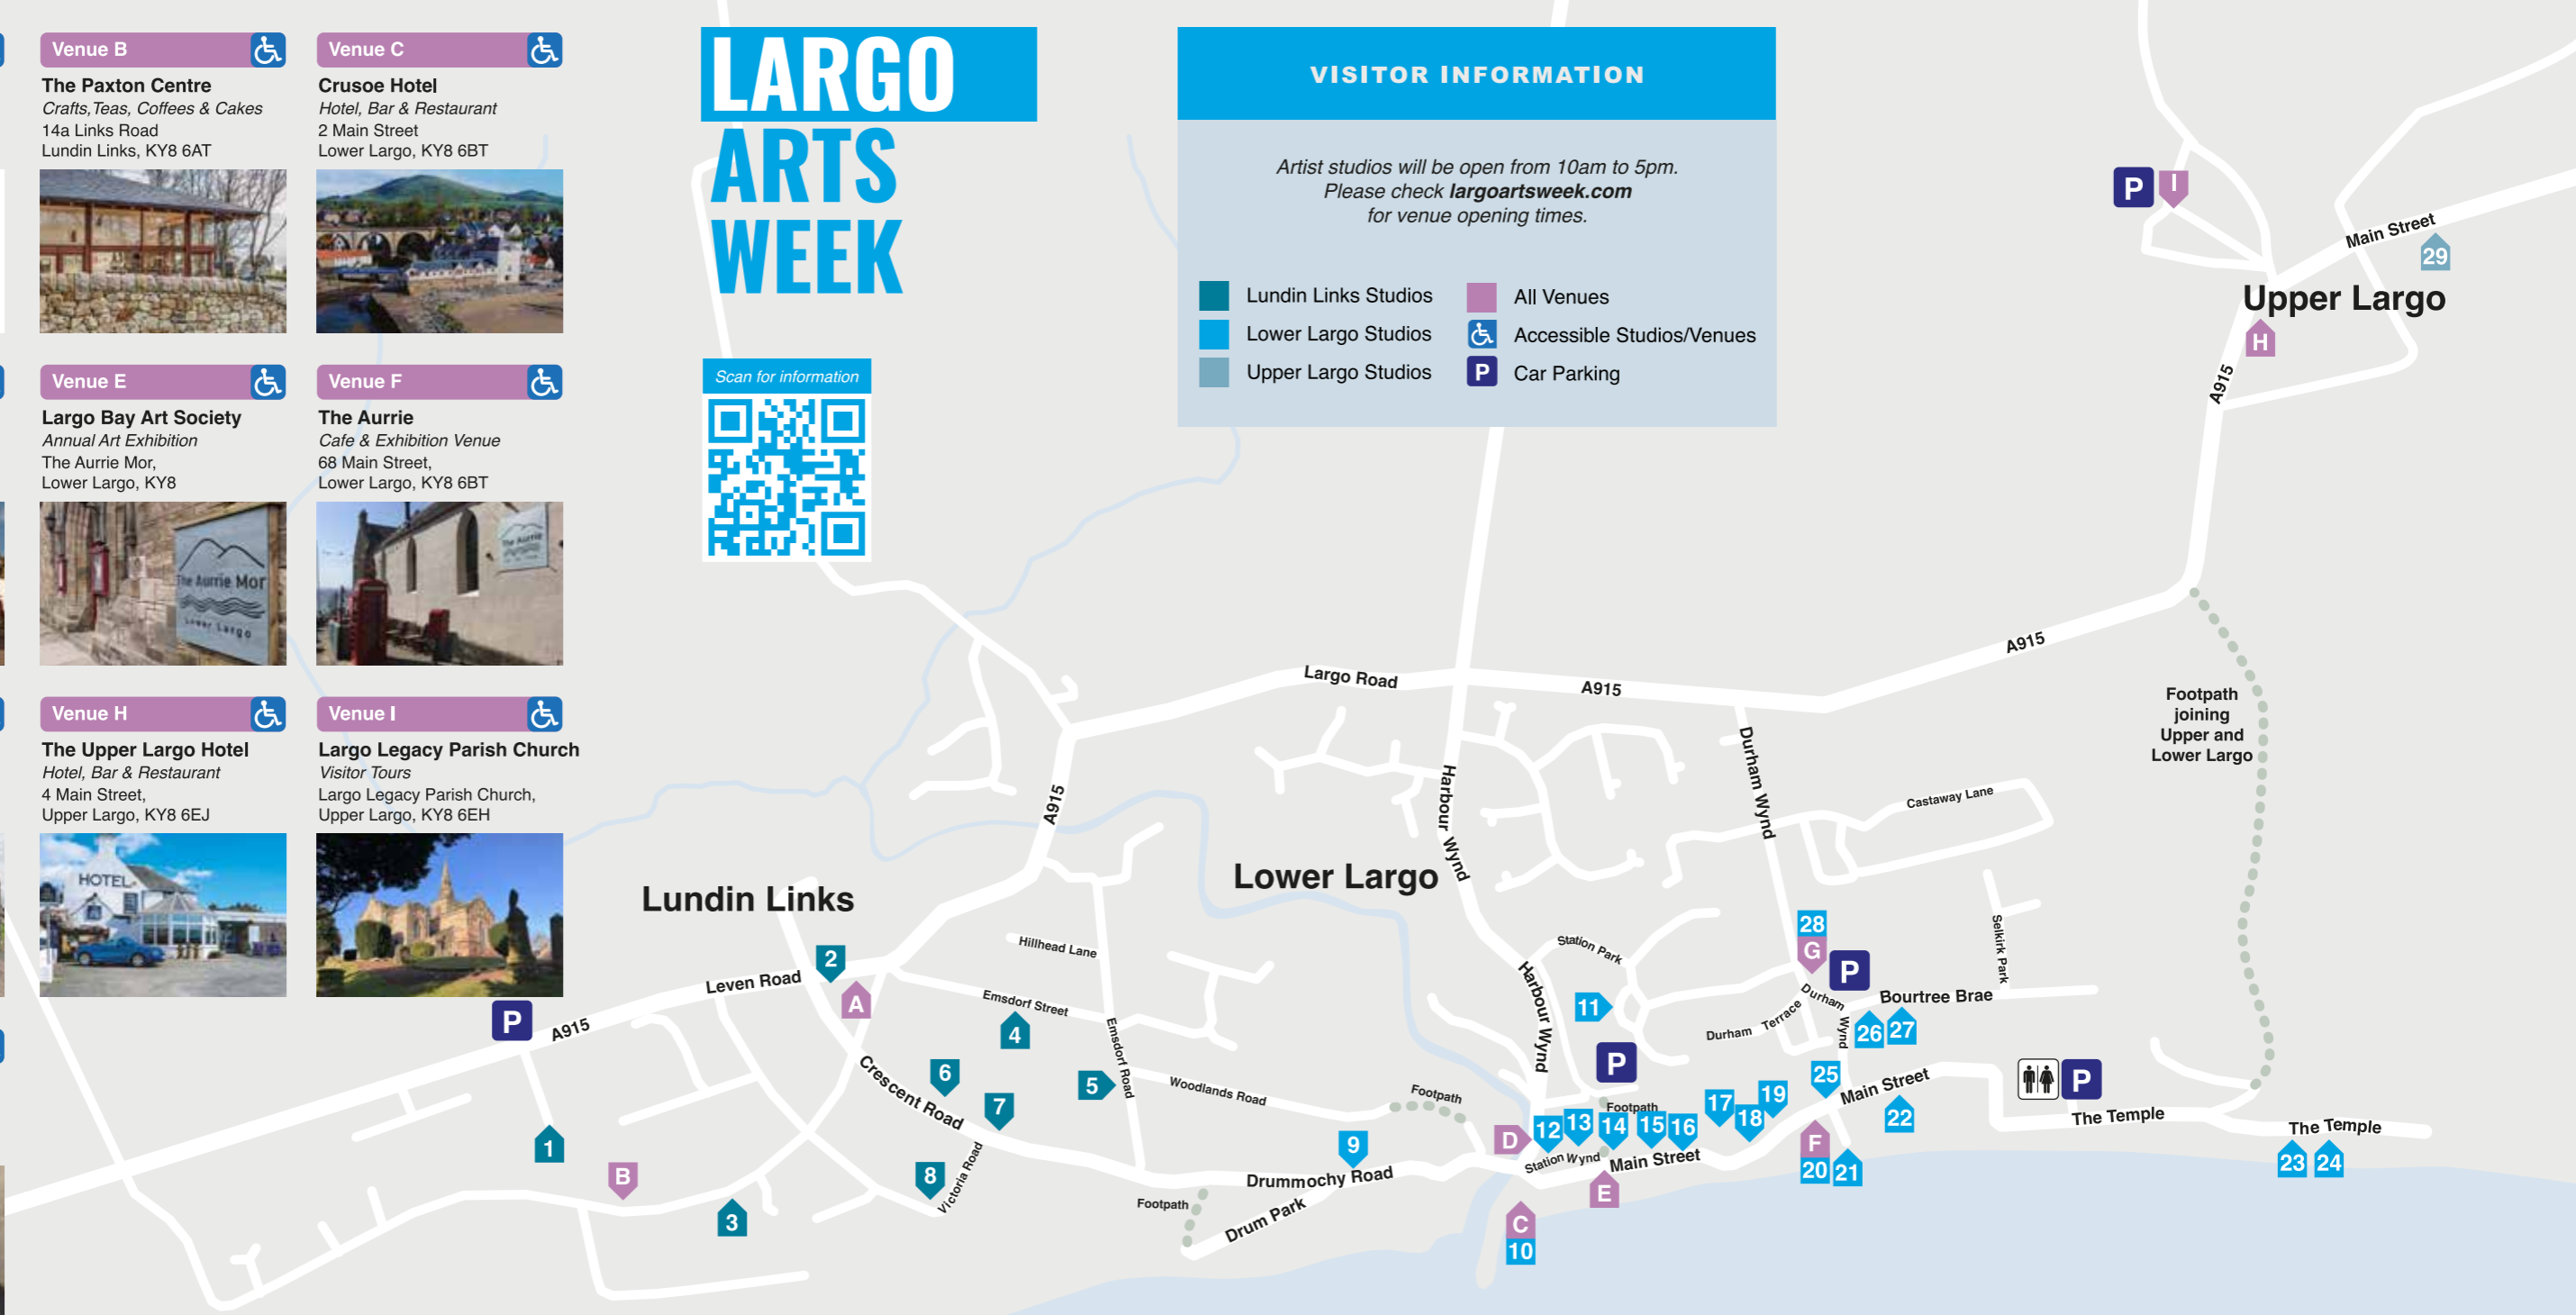 Venue B
The Paxton Centre
Crafts,Teas, Coffees & Cakes
14a Links Road
Lundin Links, KY8 6AT
Venue C
Crusoe Hotel
Hotel, Bar & Restaurant
2 Main Street
Lower Largo, KY8 6BT
Venue E
Largo Bay Art Society
Annual Art Exhibition
The Aurrie Mor,
Lower Largo, KY8
The Aurrie Mor
Lower Largo
Venue F
The Aurrie
Cafe & Exhibition Venue
68 Main Street,
Lower Largo, KY8 6BT
The Aurrie
Venue H
The Upper Largo Hotel
Hotel, Bar & Restaurant
4 Main Street,
Upper Largo, KY8 6EJ
HOTEL
Venue I
Largo Legacy Parish Church
Visitor Tours
Largo Legacy Parish Church,
Upper Largo, KY8 6EH
LARGO
ARTS
WEEK
Scan for information
VISITOR INFORMATION
Artist studios will be open from 10am to 5pm.
Please check largoartsweek.com
for venue opening times.
Lundin Links Studios
Lower Largo Studios
Upper Largo Studios
All Venues
Accessible Studios/Venues
P Car Parking
P I
Main Street
29
Upper Largo
H
A915
A915
Footpath
joining
Upper and
Lower Largo
Largo Road
A915
Durham Wynd
Harbour Wynd
Castaway Lane
A915
Lower Largo
Lundin Links
Selkirk Park
28
G
P
Station Park
Hillhead Lane
2
Leven Road
A
P
A915
Emsdorf Street
4
Emsdorf Road
Harbour Wynd
11
Durham Terrace
Durham Wynd
Bourtree Brae
26
27
P
Crescent Road
6
7
5
Woodlands Road
Footpath
Footpath
25
Main Street
22
P
The Temple
The Temple
23
24
1
B
3
8
Victoria Road
9
Drummochy Road
Footpath
Drum Park
D
12
13
14
15
16
17
18
19
Station Wynd
Main Street
E
F
20
21
C
10